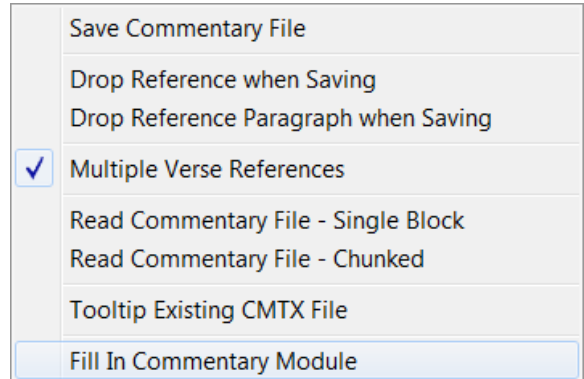 Save Commentary File
Drop Reference when Saving
Drop Reference Paragraph when Saving
Multiple Verse References
Read Commentary File - Single Block
Read Commentary File - Chunked
Tooltip Existing CMTX File
Fill In Commentary Module